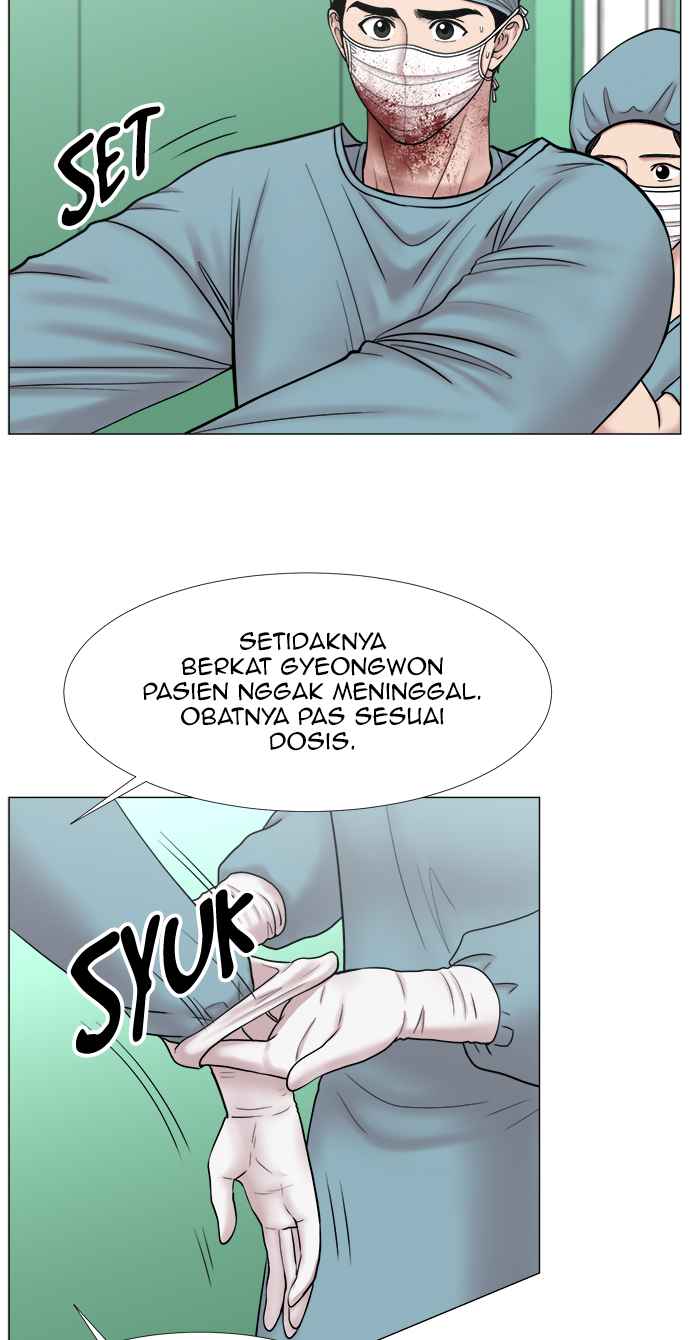 SET
SETIDAKNYA
BERKAT GYEONGWON
PASIEN NGGAK MENINGGAL.
OBATNYA PAS SESUAI
DOSIS.
SYUK